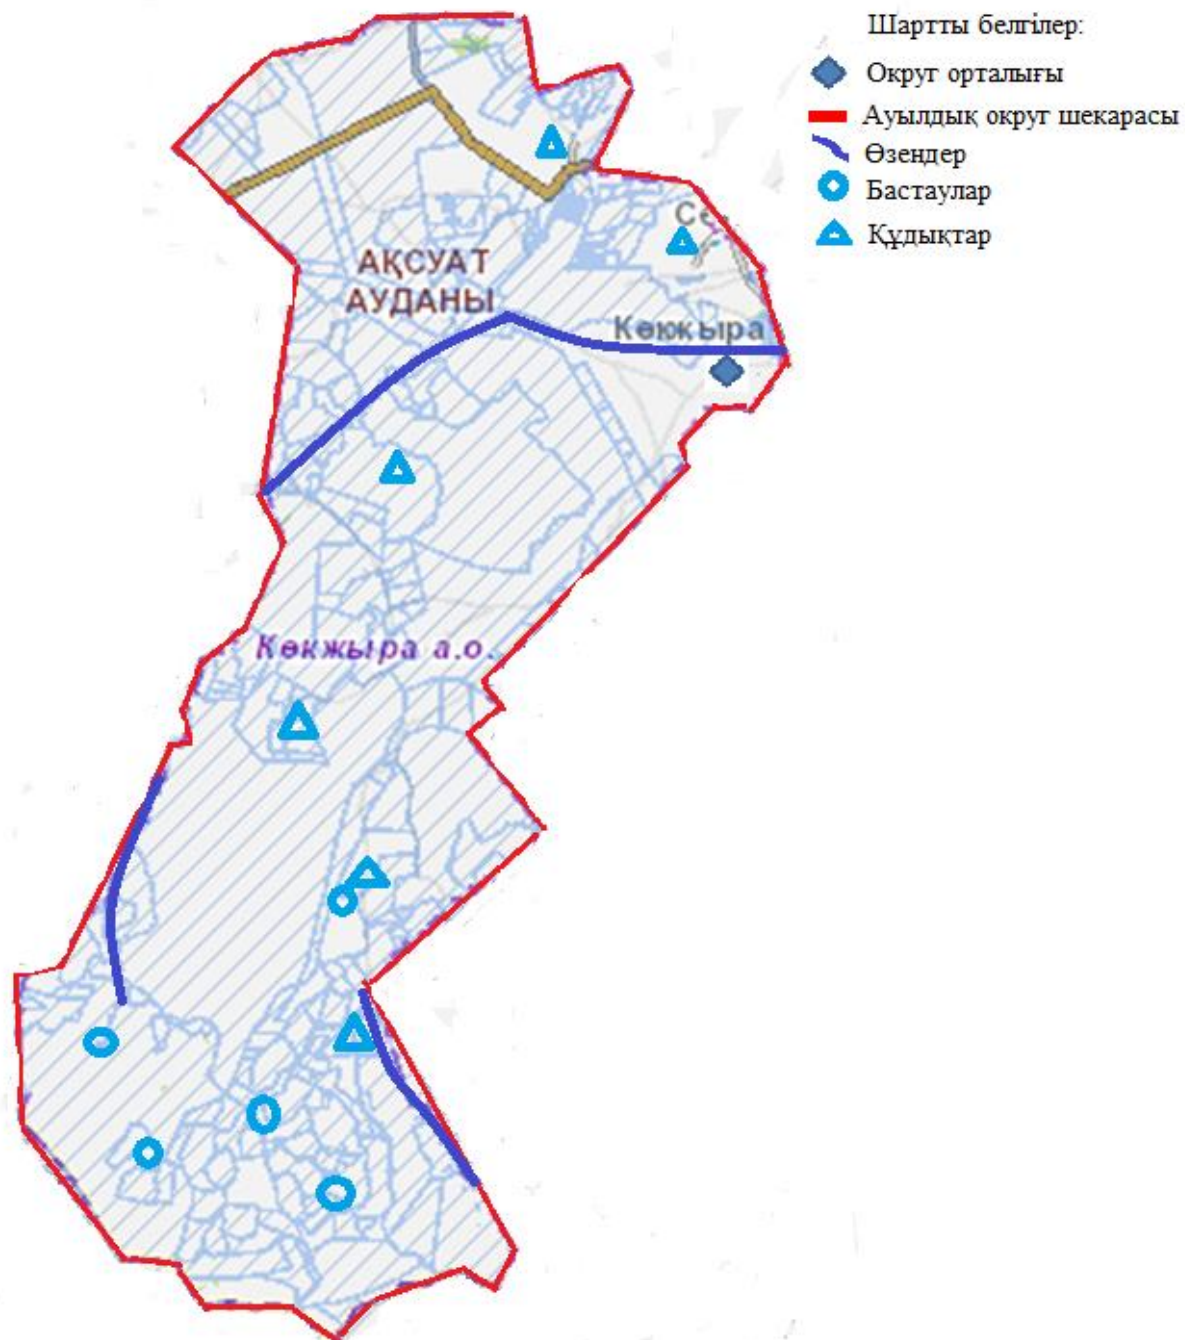 Шартты белгілер:
Округ орталығы
Ауылдық округ шекарасы
Өзендер
Бастаулар
Құдықтар
АҚСУАТ
АУДАНЫ
Көкжыра
Көкжыра а.о.